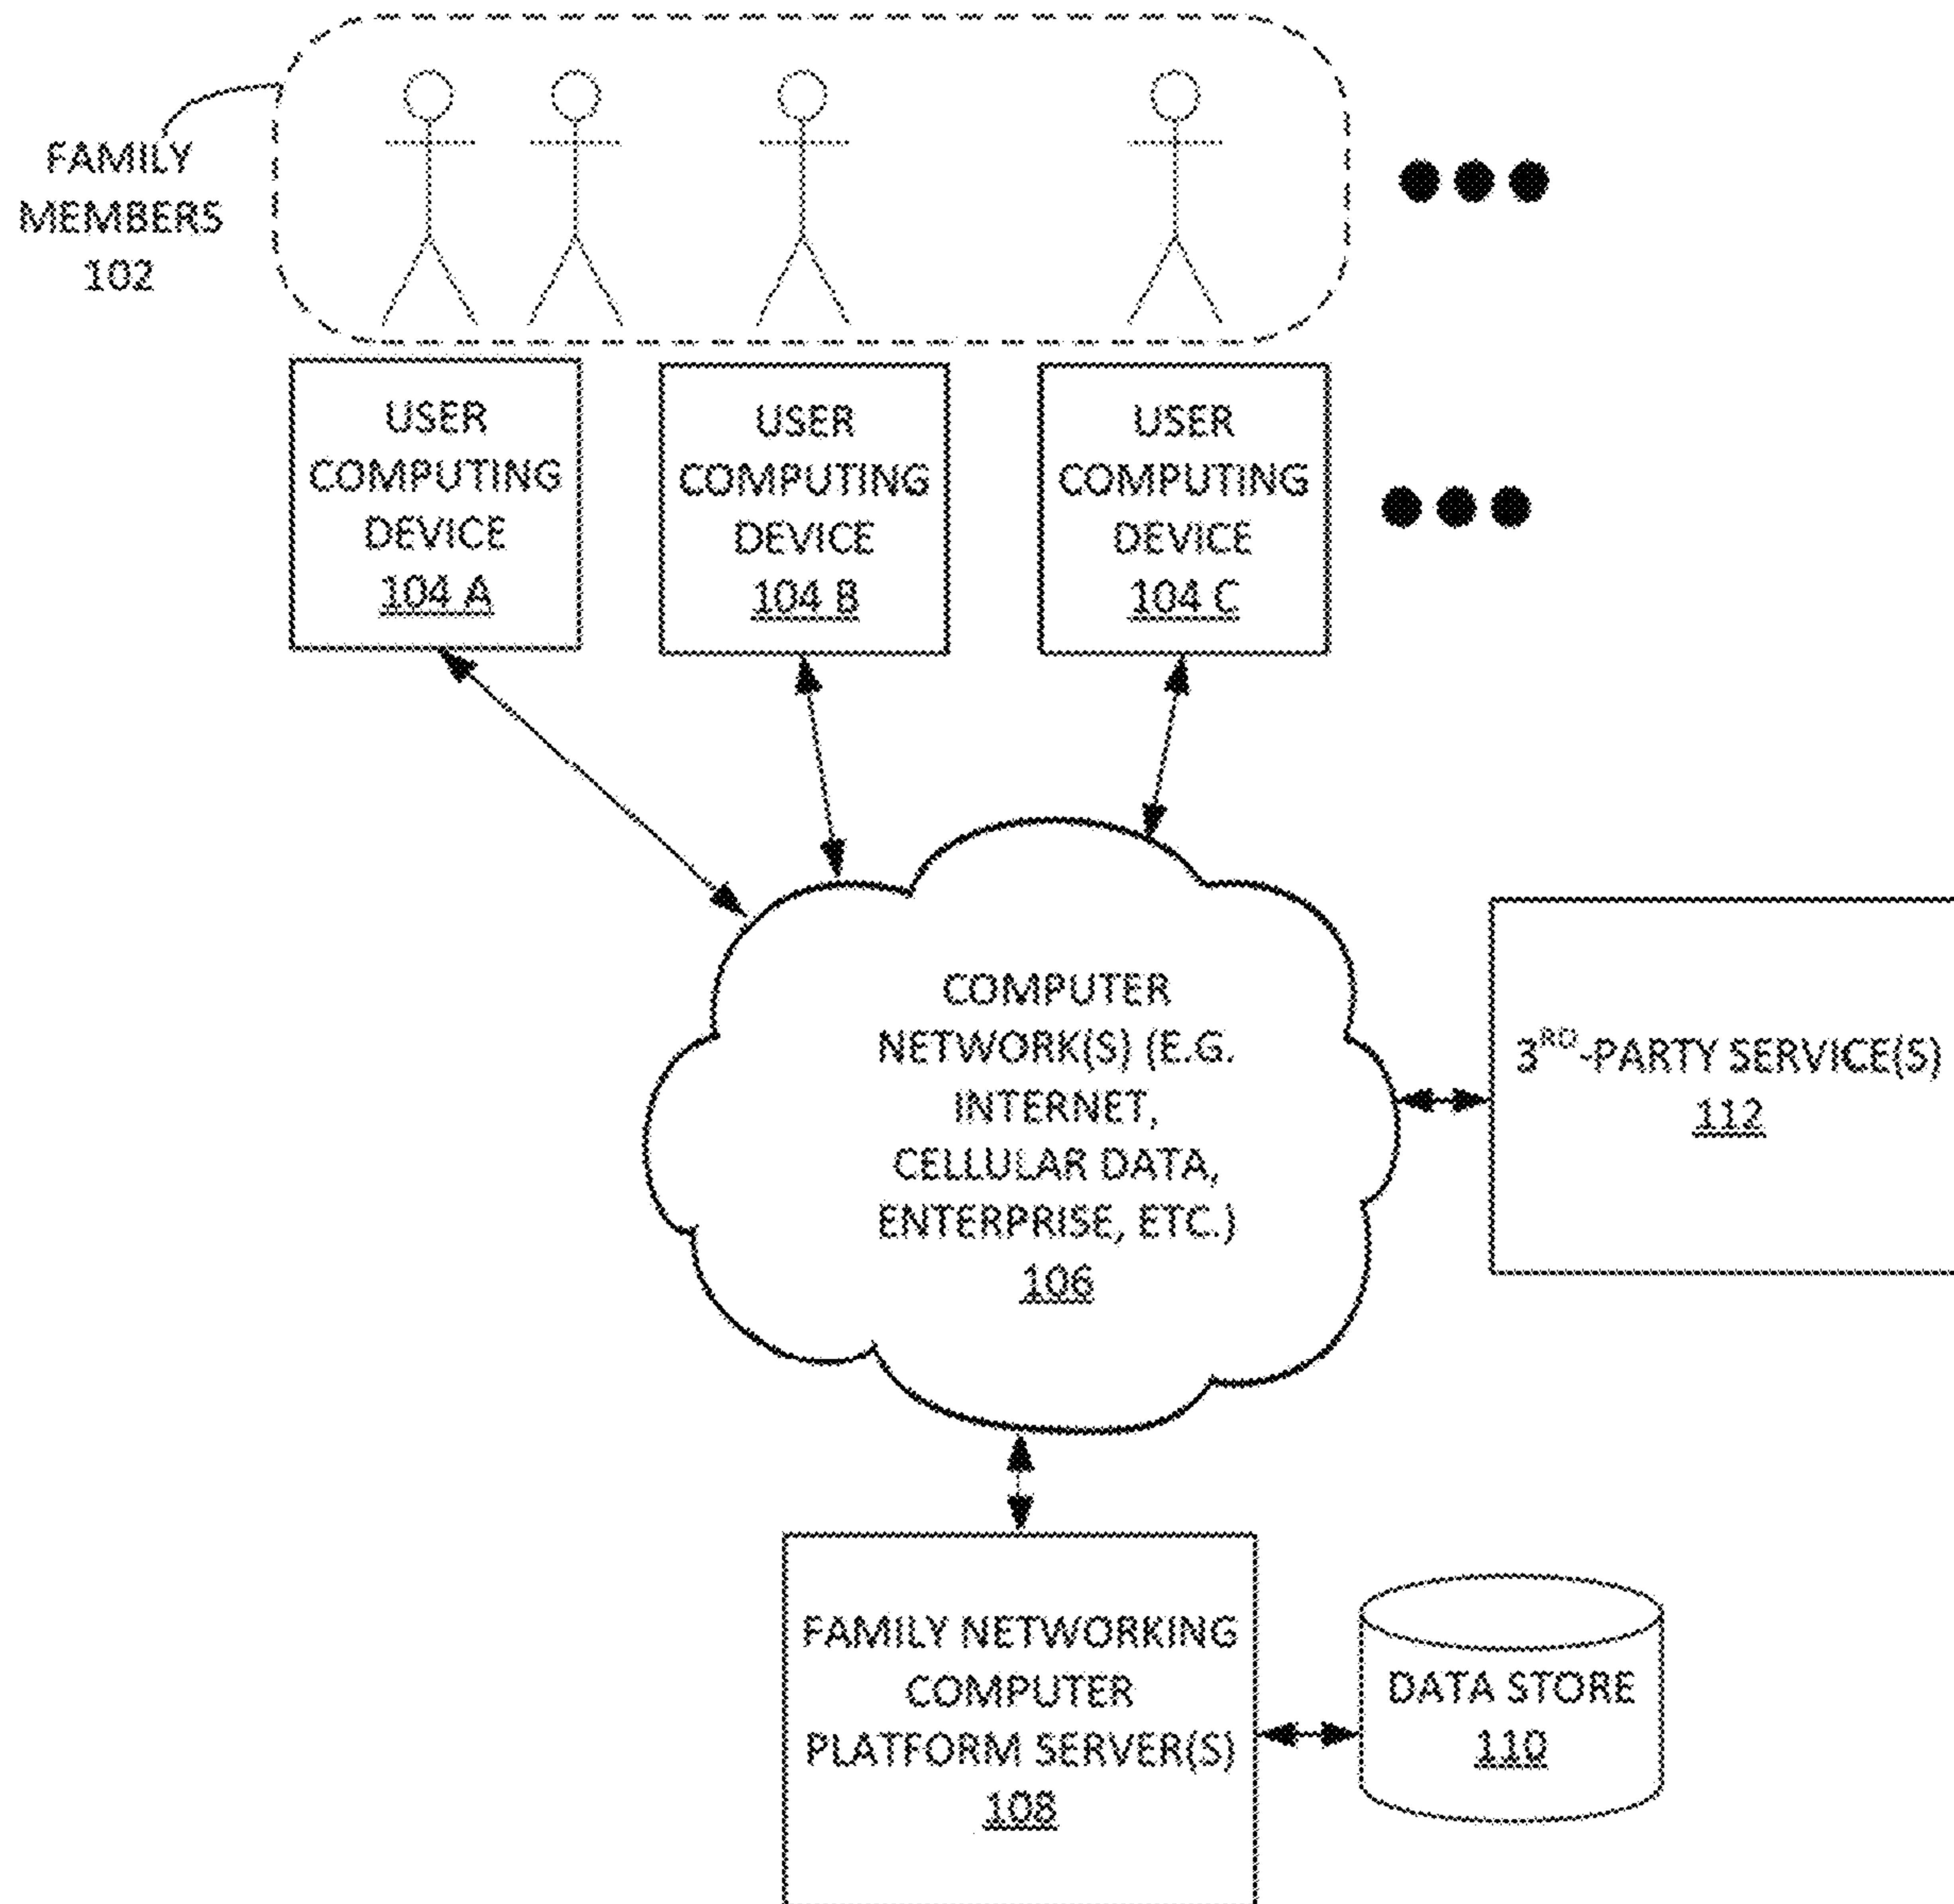 FAMILY
MEMBERS
102
USER
COMPUTING
DEVICE
104 A
USER
COMPUTING
DEVICE
104 B
USER
COMPUTING
DEVICE
104 C
COMPUTER
NETWORK(S) (E.G.
INTERNET,
CELLULAR DATA,
ENTERPRISE, ETC.)
106
3RD-PARTY SERVICE(S)
112
FAMILY NETWORKING
COMPUTER
PLATFORM SERVER(S)
108
DATA STORE
110